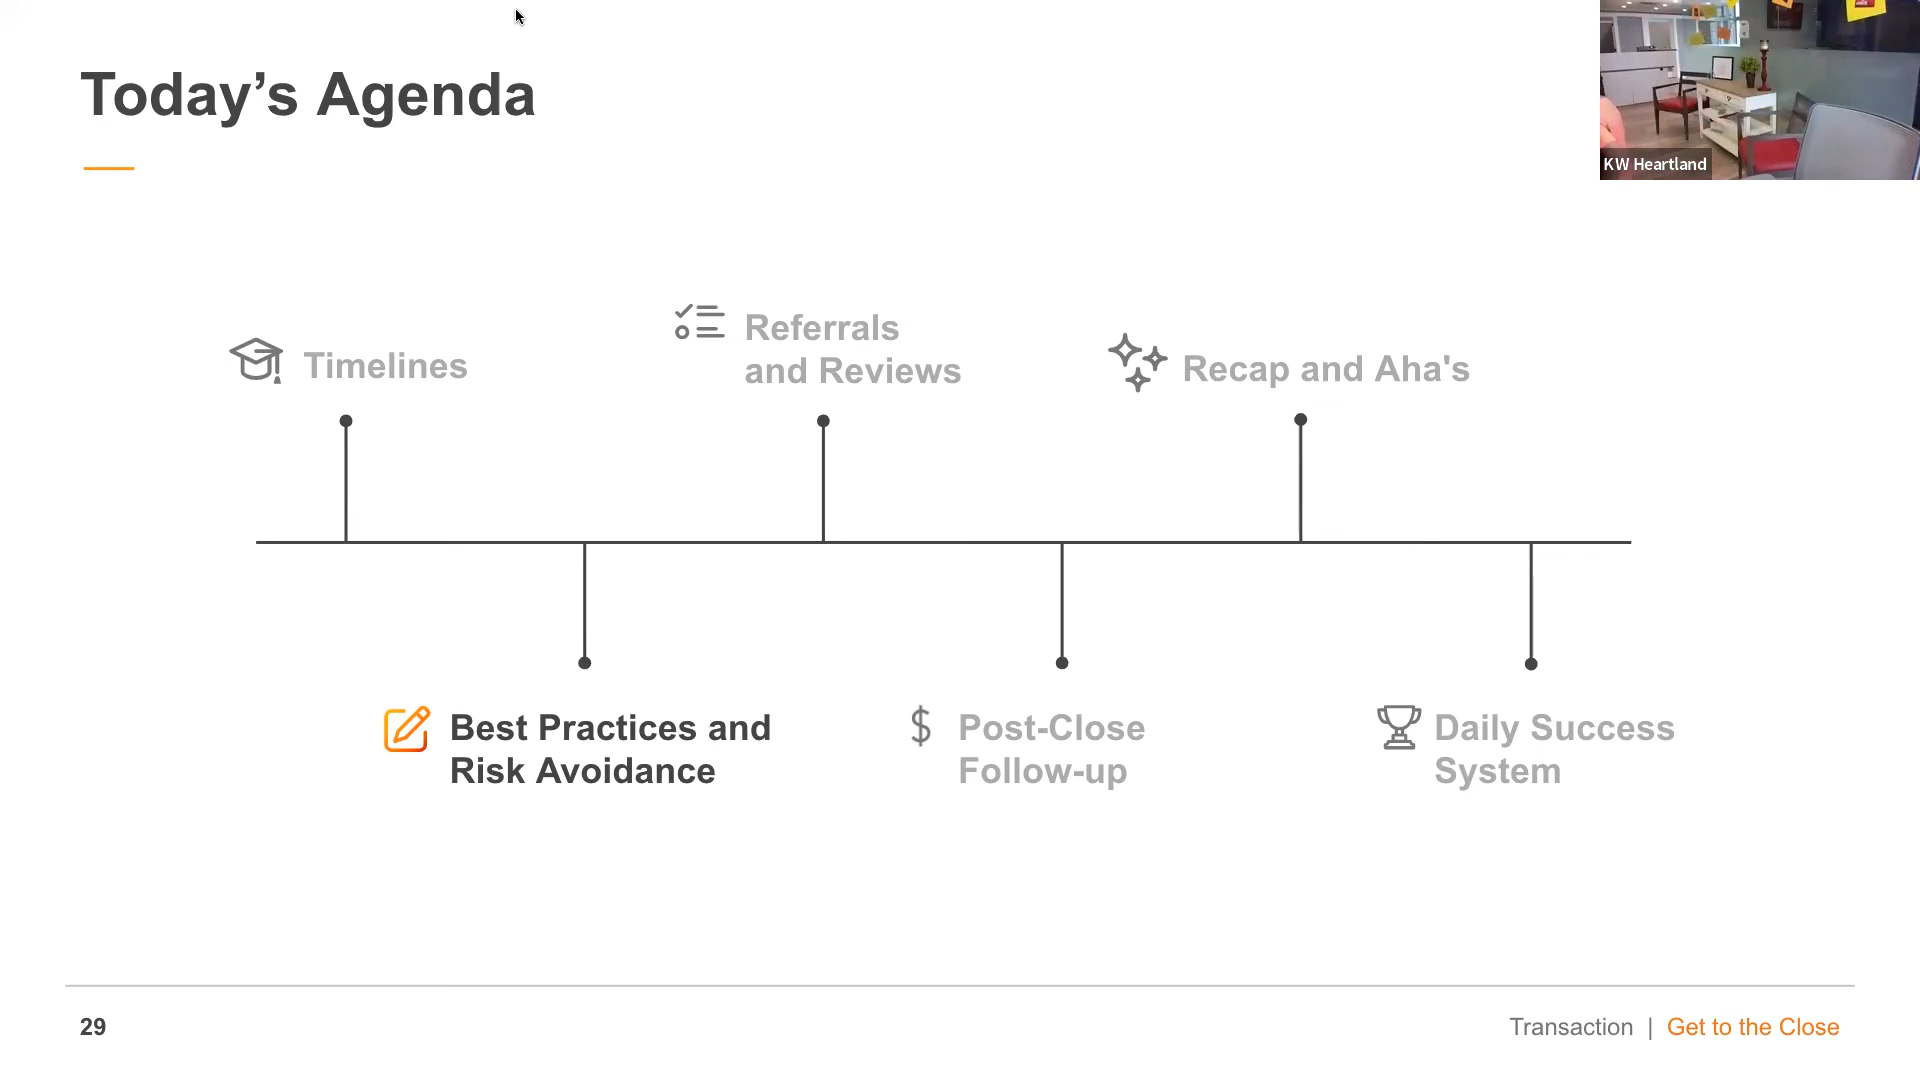 Today’s Agenda
KW Heartland
Timelines
Referrals
and Reviews
Recap and Aha's
Best Practices and
Risk Avoidance
$ Post-Close
Follow-up
Daily Success
System
29
Transaction | Get to the Close